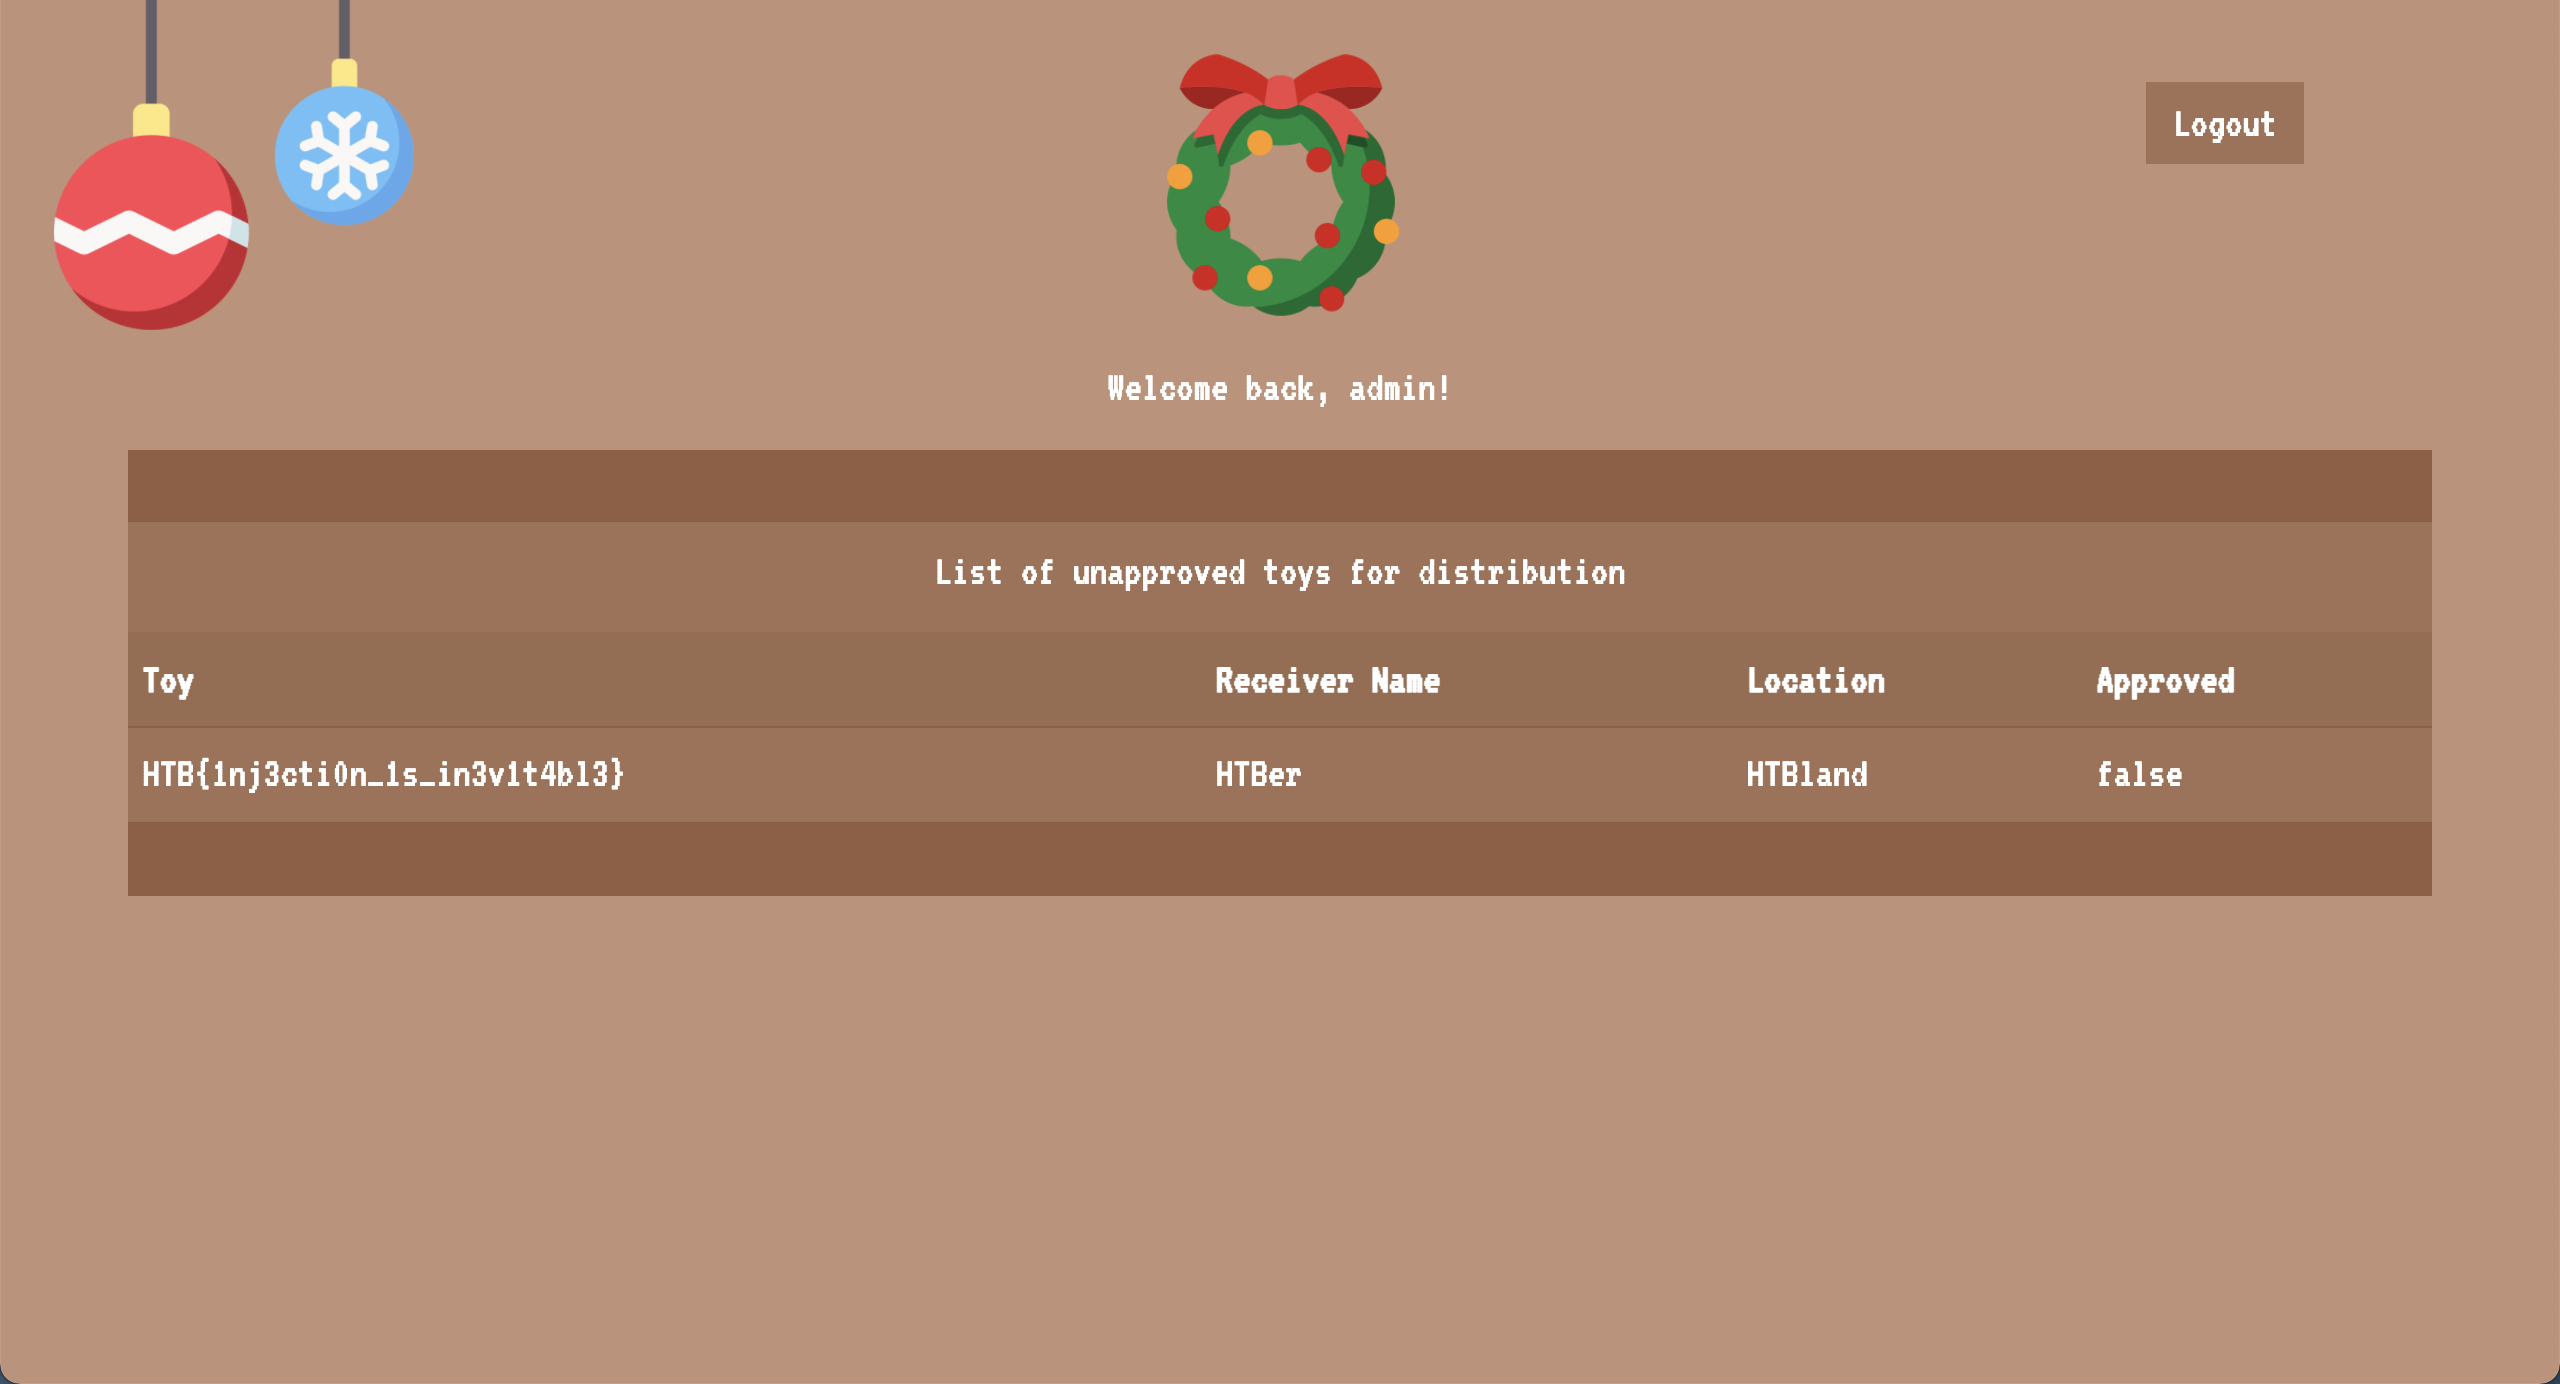 Logout
Welcome back, admin!
List of unapproved toys for distribution
Toy Receiver Name Location Approved
HTB{1nj3cti0n_1s_in3v1t4bl3} HTBer HTBland false